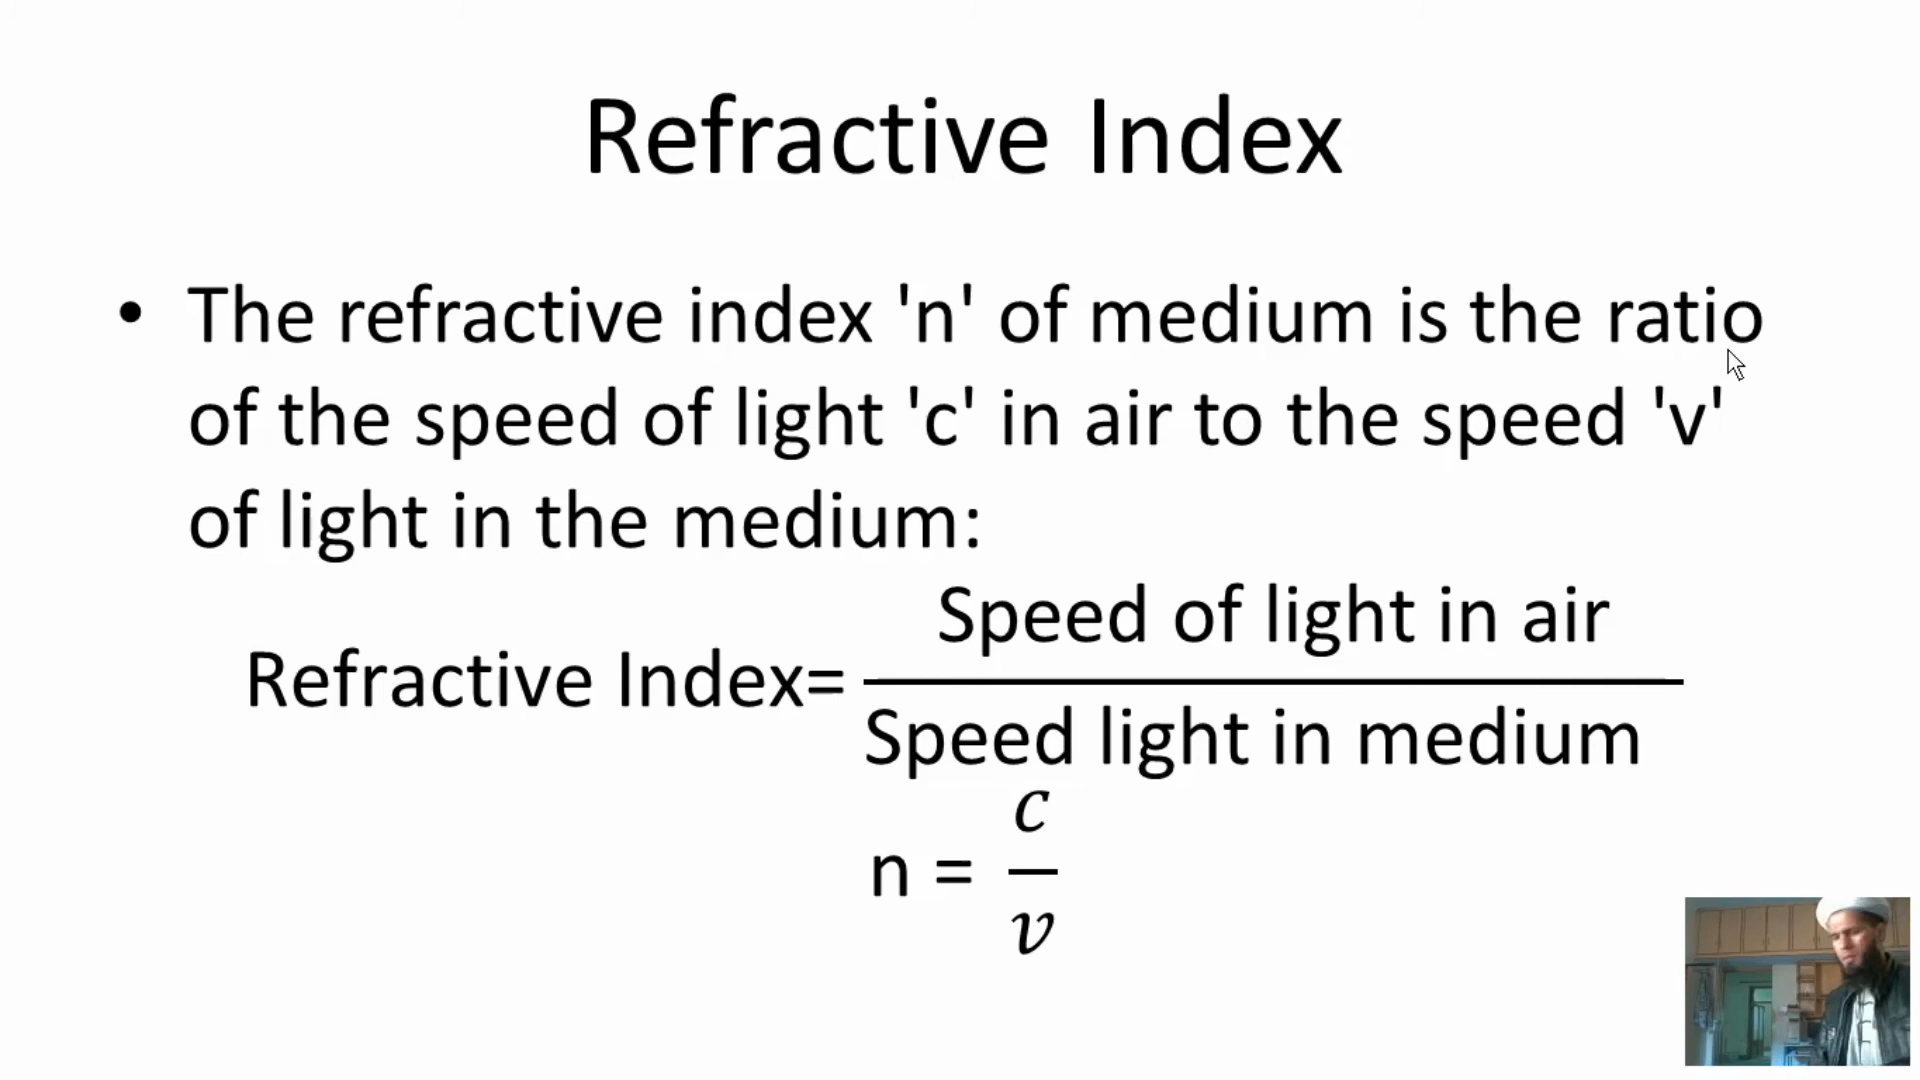 Refractive Index
• The refractive index 'n' of medium is the ratio
of the speed of light 'c' in air to the speed 'v'
of light in the medium:
Refractive Index= Speed of light in air
Speed light in medium
n = c
v